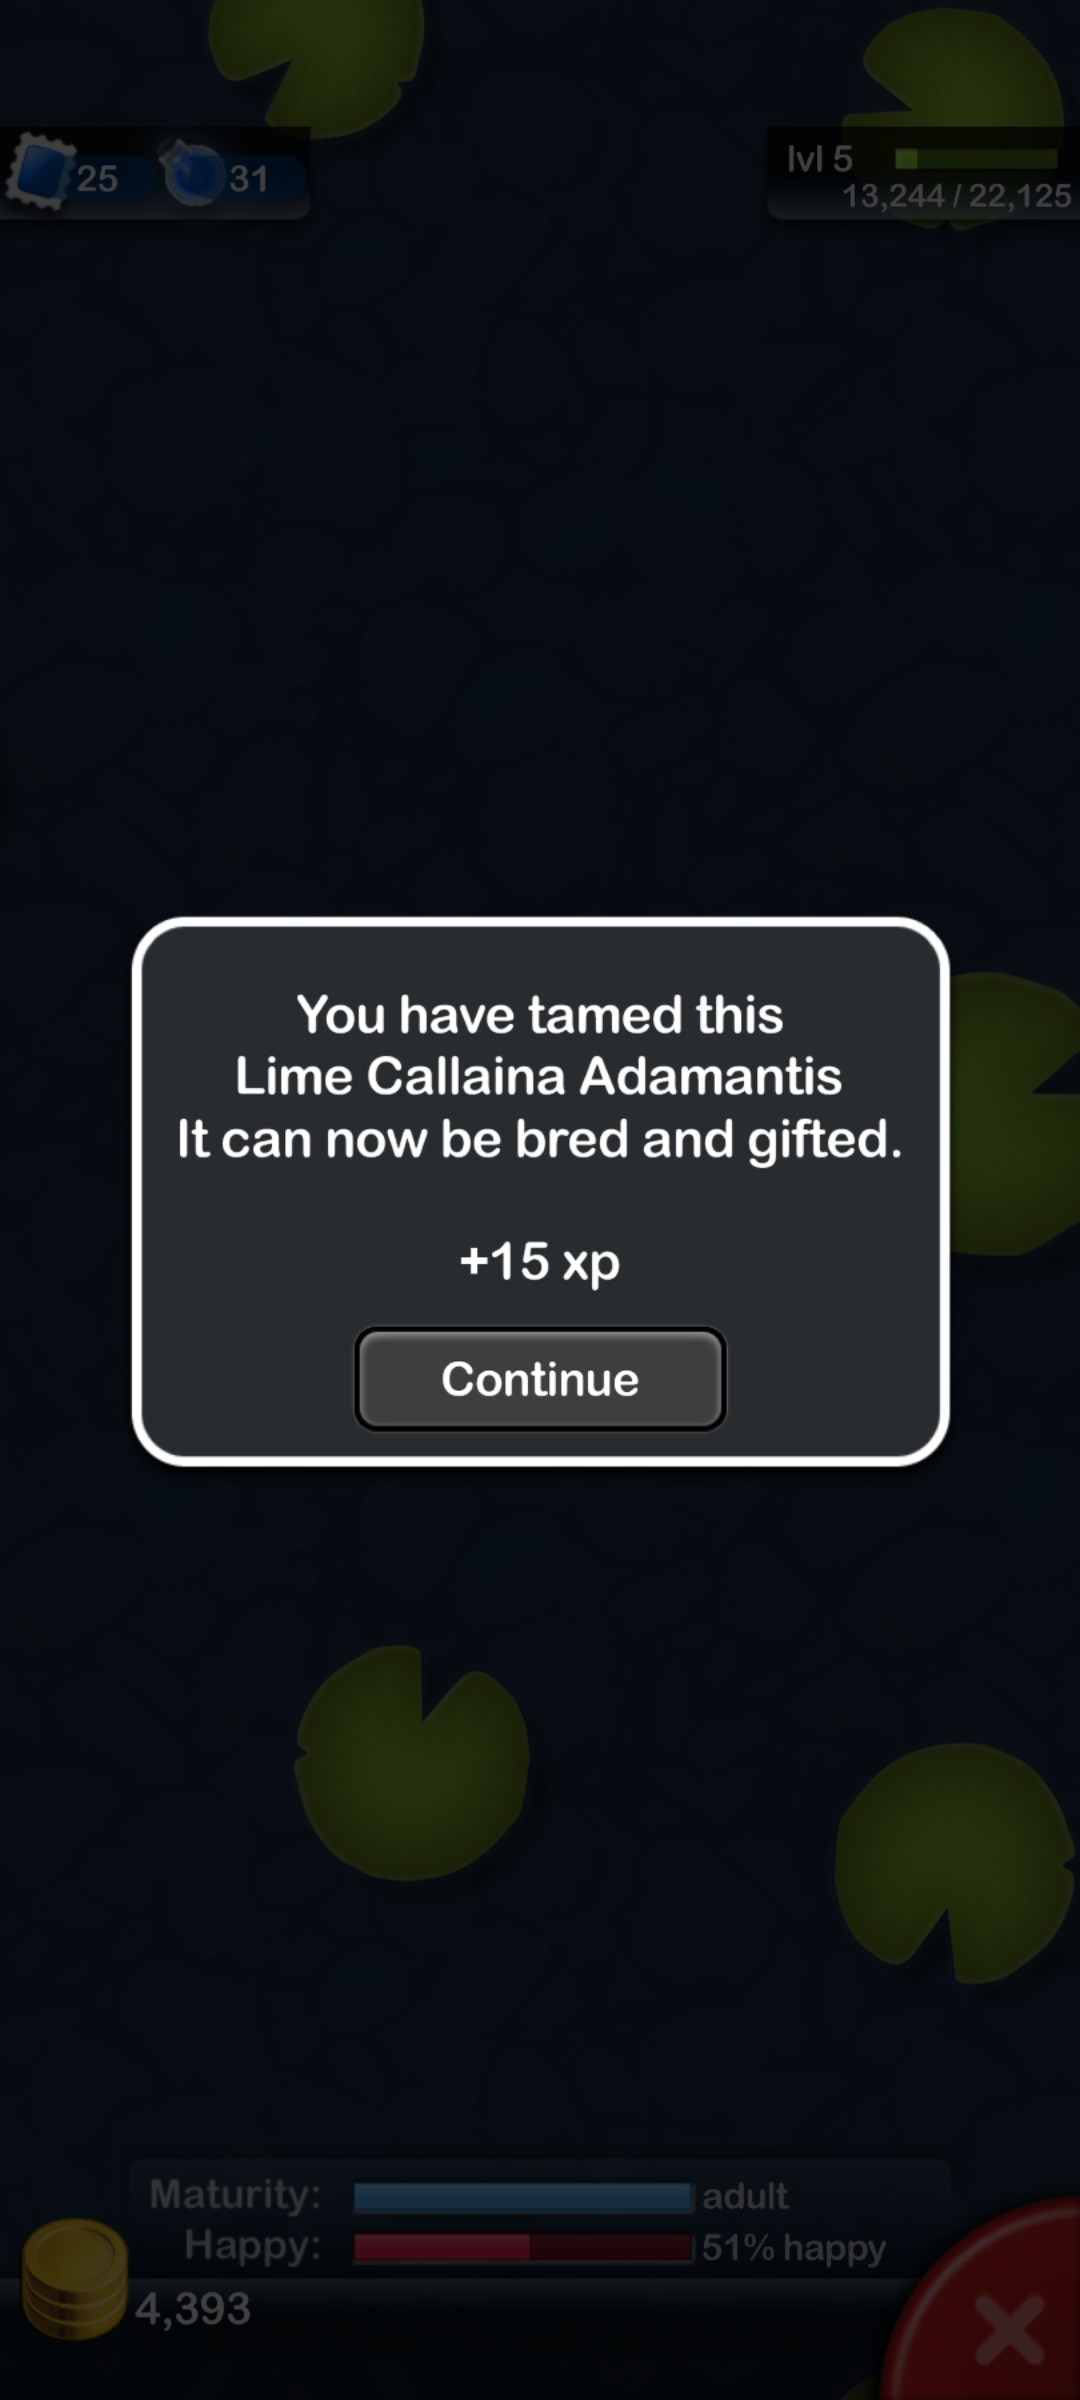 25 31
lvl 5
13,244 / 22,125
You have tamed this
Lime Callaina Adamantis
It can now be bred and gifted.
+15 xp
Continue
Maturity: adult
Happy: 51% happy
4,393